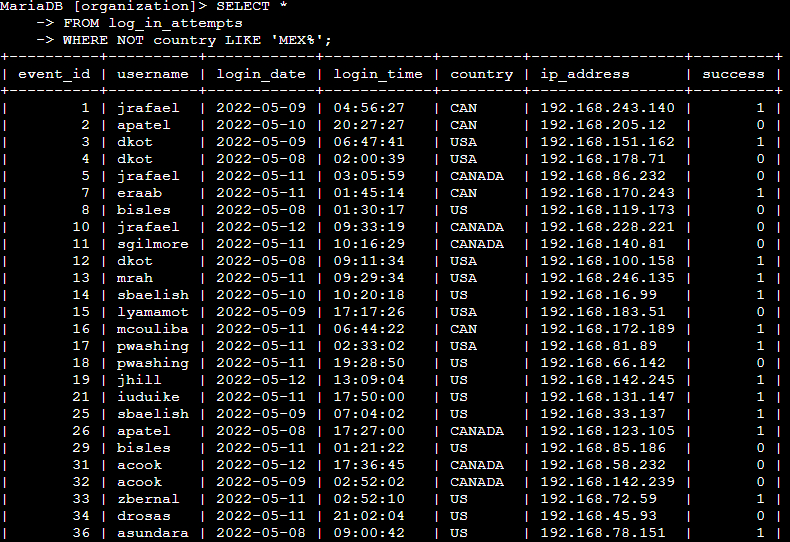 MariaDB [organization]> SELECT *
    -> FROM log_in_attempts
    -> WHERE NOT country LIKE 'MEX%';
+----------+----------+------------+------------+---------+-----------------+---------+
| event_id | username | login_date | login_time | country | ip_address      | success |
+----------+----------+------------+------------+---------+-----------------+---------+
|        1 | jrafael  | 2022-05-09 | 04:56:27   | CAN     | 192.168.243.140 |       1 |
|        2 | apatel   | 2022-05-10 | 20:27:27   | CAN     | 192.168.205.12  |       0 |
|        3 | dkot     | 2022-05-09 | 06:47:41   | USA     | 192.168.151.162 |       1 |
|        4 | dkot     | 2022-05-08 | 02:00:39   | USA     | 192.168.178.71  |       0 |
|        5 | jrafael  | 2022-05-11 | 03:05:59   | CANADA  | 192.168.86.232  |       0 |
|        7 | eraab    | 2022-05-11 | 01:45:14   | CAN     | 192.168.170.243 |       1 |
|        8 | bisles   | 2022-05-08 | 01:30:17   | US      | 192.168.119.173 |       0 |
|       10 | jrafael  | 2022-05-12 | 09:33:19   | CANADA  | 192.168.228.221 |       0 |
|       11 | sgilmore | 2022-05-11 | 10:16:29   | CANADA  | 192.168.140.81  |       0 |
|       12 | dkot     | 2022-05-08 | 09:11:34   | USA     | 192.168.100.158 |       1 |
|       13 | mrah     | 2022-05-11 | 09:29:34   | USA     | 192.168.246.135 |       1 |
|       14 | sbaelish | 2022-05-10 | 10:20:18   | US      | 192.168.16.99   |       1 |
|       15 | lyamamot | 2022-05-09 | 17:17:26   | USA     | 192.168.183.51  |       0 |
|       16 | mcouliba | 2022-05-11 | 06:44:22   | CAN     | 192.168.172.189 |       1 |
|       17 | pwashing | 2022-05-11 | 02:33:02   | USA     | 192.168.81.89   |       1 |
|       18 | pwashing | 2022-05-11 | 19:28:50   | US      | 192.168.66.142  |       0 |
|       19 | jhill    | 2022-05-12 | 13:09:04   | US      | 192.168.142.245 |       1 |
|       21 | iuduike  | 2022-05-11 | 17:50:00   | US      | 192.168.131.147 |       1 |
|       25 | sbaelish | 2022-05-09 | 07:04:02   | US      | 192.168.33.137  |       1 |
|       26 | apatel   | 2022-05-08 | 17:27:00   | CANADA  | 192.168.123.105 |       1 |
|       29 | bisles   | 2022-05-11 | 01:21:22   | US      | 192.168.85.186  |       0 |
|       31 | acook    | 2022-05-12 | 17:36:45   | CANADA  | 192.168.58.232  |       0 |
|       32 | acook    | 2022-05-09 | 02:52:02   | CANADA  | 192.168.142.239 |       0 |
|       33 | zbernal  | 2022-05-11 | 02:52:10   | US      | 192.168.72.59   |       1 |
|       34 | drosas   | 2022-05-11 | 21:02:04   | US      | 192.168.45.93   |       0 |
|       36 | asundara | 2022-05-08 | 09:00:42   | US      | 192.168.78.151  |       1 |